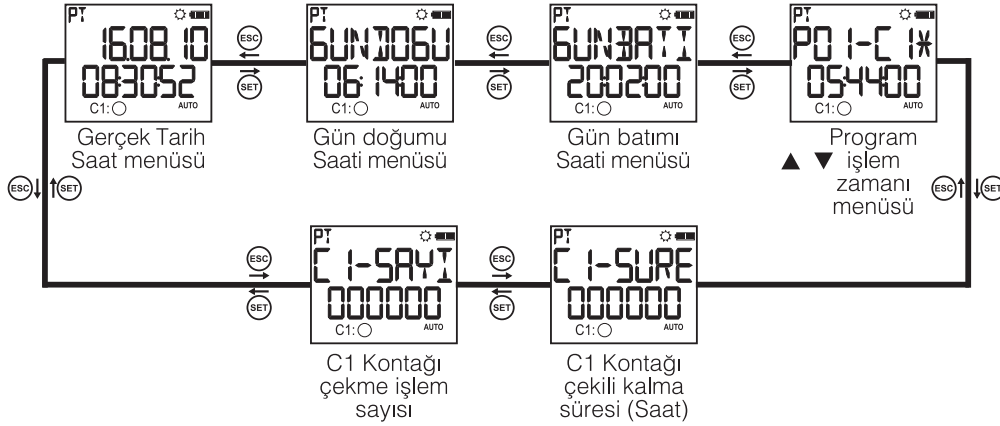 PT
16.08.10
08:30:52
C1:○ AUTO
Gerçek Tarih
Saat menüsü
ESC
SET
PT
GUNDOGU
06:14:00
C1:○ AUTO
Gün doğumu
Saati menüsü
ESC
SET
PT
GUNBATI
20:02:00
C1:○ AUTO
Gün batımı
Saati menüsü
ESC
SET
PT
P01-C1*
05:44:00
C1:○ AUTO
Program
▲ ▼ işlem
zamanı
menüsü
ESC SET
ESC SET
ESC
SET
PT
C1-SAYI
000000
C1:○ AUTO
C1 Kontağı
çekme işlem
sayısı
ESC
SET
PT
C1-SURE
000000
C1:○ AUTO
C1 Kontağı
çekili kalma
süresi (Saat)